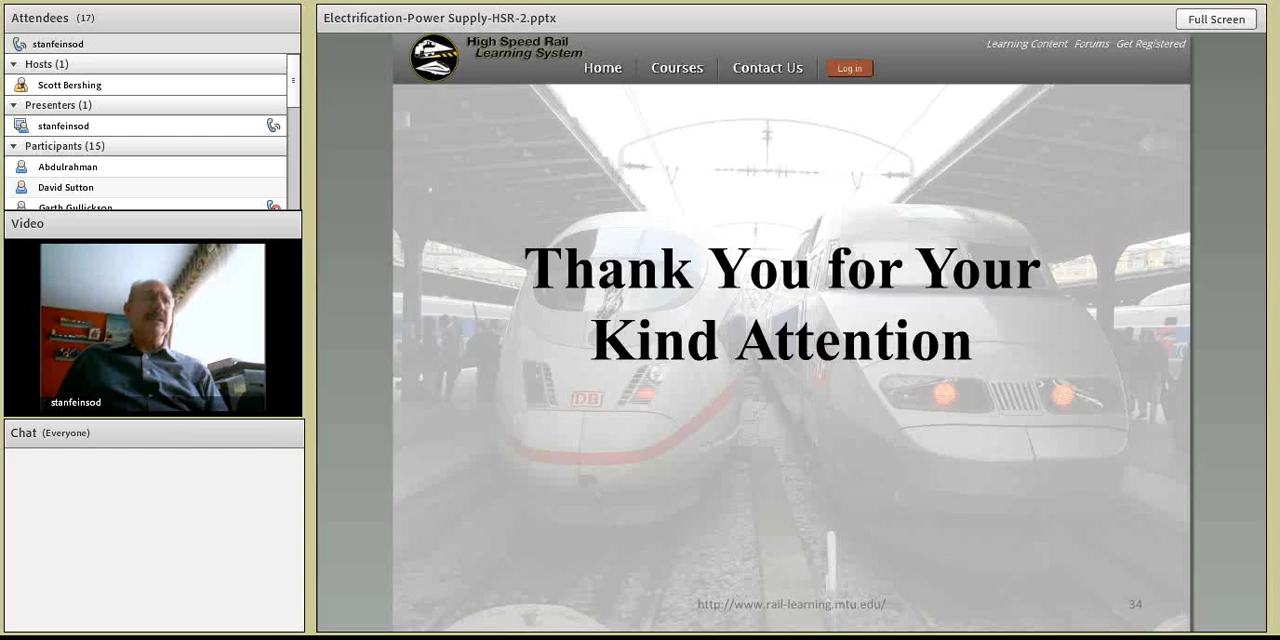 Attendees (17)
stanfeinsod
Hosts (1)
Scott Bershing
Presenters (1)
stanfeinsod
Participants (15)
Abdulrahman
David Sutton
Garth Gullickson
Video
stanfeinsod
Chat (Everyone)
Electrification-Power Supply-HSR-2.pptx
Full Screen
High Speed Rail
Learning System
Learning Content Forums Get Registered
Home Courses Contact Us Log in
Thank You for Your
Kind Attention
DB
http://www.rail-learning.mtu.edu/
34